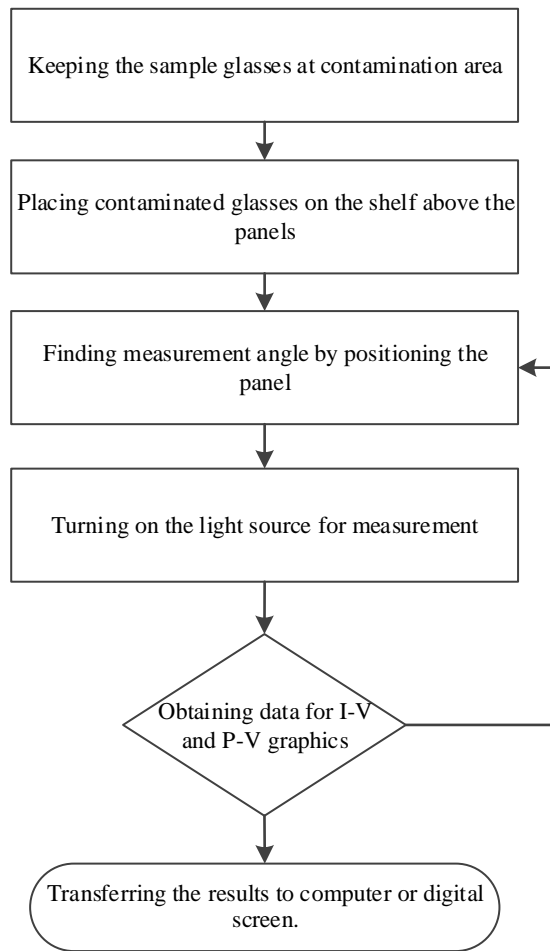 Keeping the sample glasses at contamination area
Placing contaminated glasses on the shelf above the
panels
Finding measurement angle by positioning the
panel
Turning on the light source for measurement
Obtaining data for I-V
and P-V graphics
Transferring the results to computer or digital
screen.